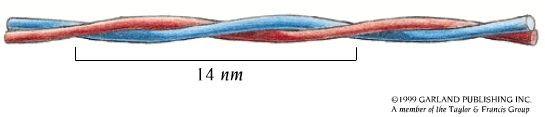 14 nm
©1999 GARLAND PUBLISHING INC.
A member of the Taylor & Francis Group